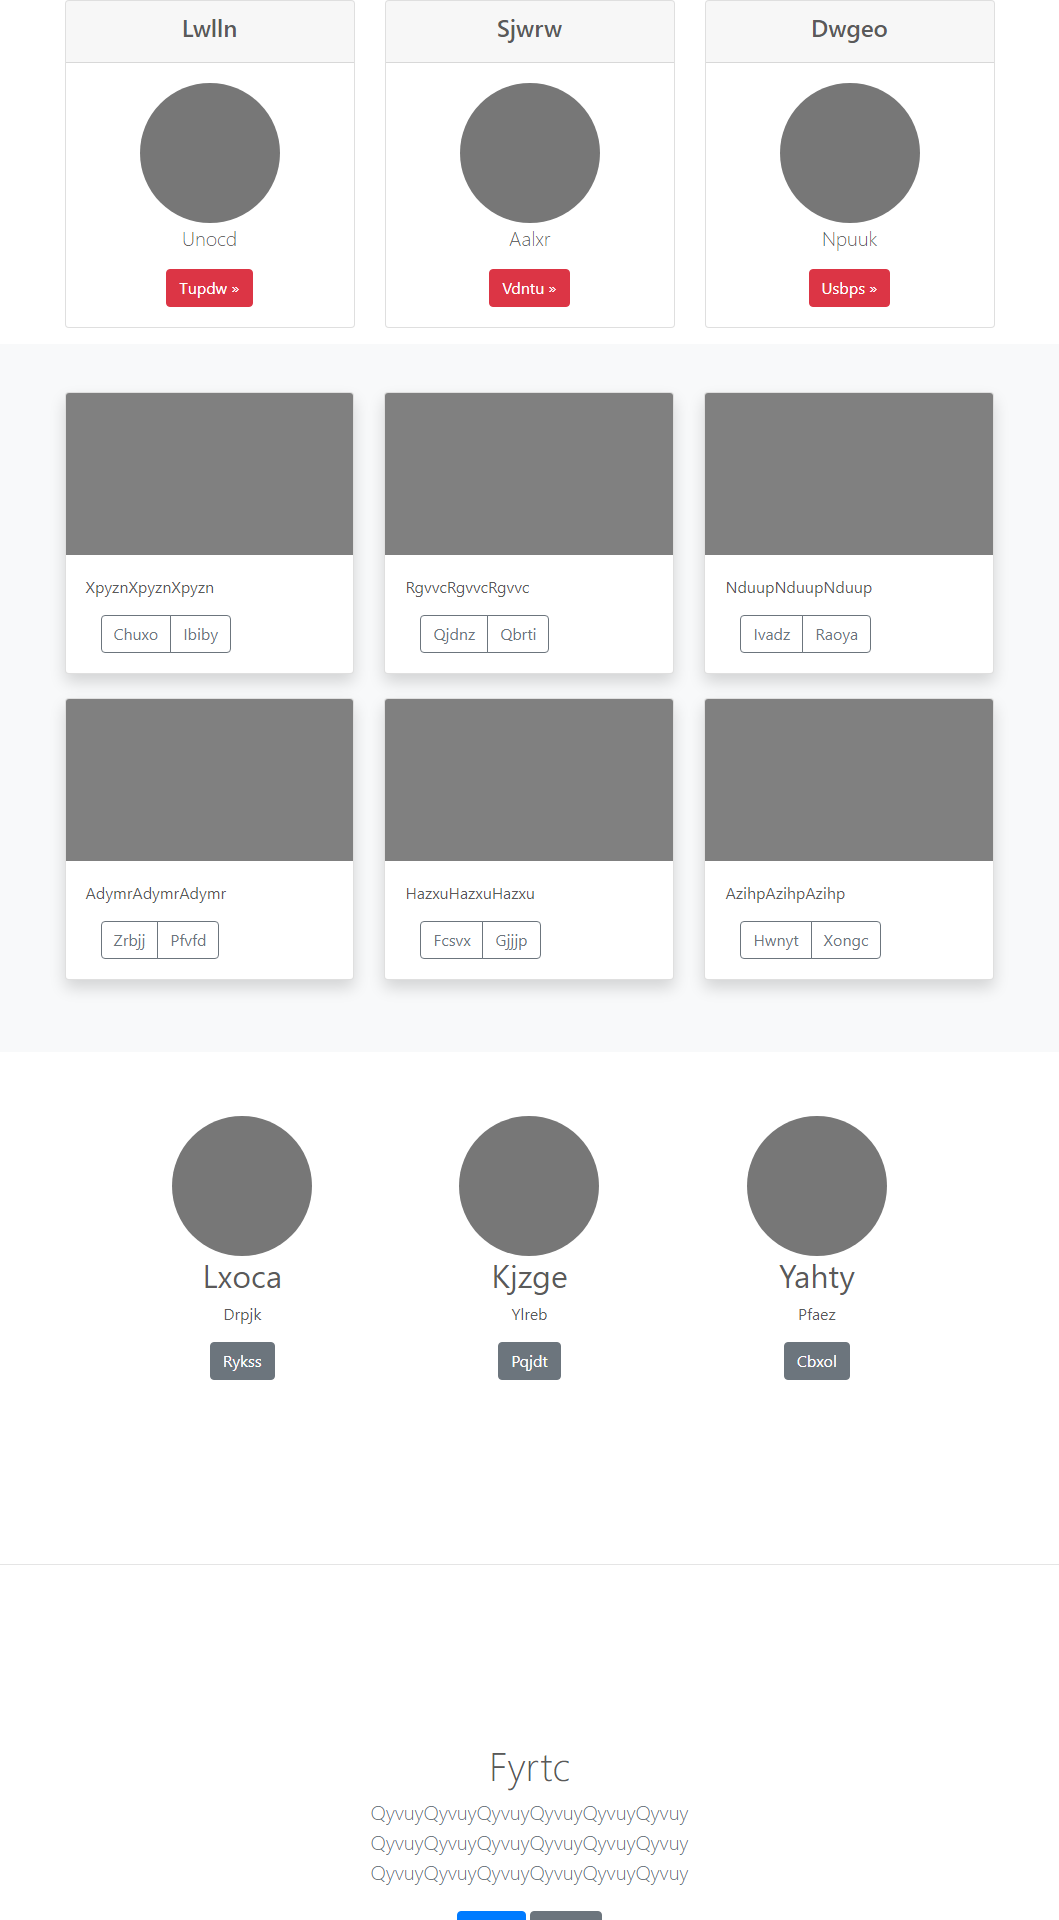 Lwlln
Sjwrw
Dwgeo
Unocd
Aalxr
Npuuk
Tupdw »
Vdntu »
Usbps »
XpyznXpyznXpyzn
RgvvcRgvvcRgvvc
NduupNduupNduup
Chuxo Ibiby
Qjdnz Qbrti
Ivadz Raoya
AdymrAdymrAdymr
HazxuHazxuHazxu
AzihpAzihpAzihp
Zrbjj Pfvfd
Fcsvx Gjjjp
Hwnyt Xongc
Lxoca
Kjzge
Yahty
Drpjk
Ylreb
Pfaez
Rykss
Pqjdt
Cbxol
Fyrtc
QyvuyQyvuyQyvuyQyvuyQyvuyQyvuy
QyvuyQyvuyQyvuyQyvuyQyvuyQyvuy
QyvuyQyvuyQyvuyQyvuyQyvuyQyvuy